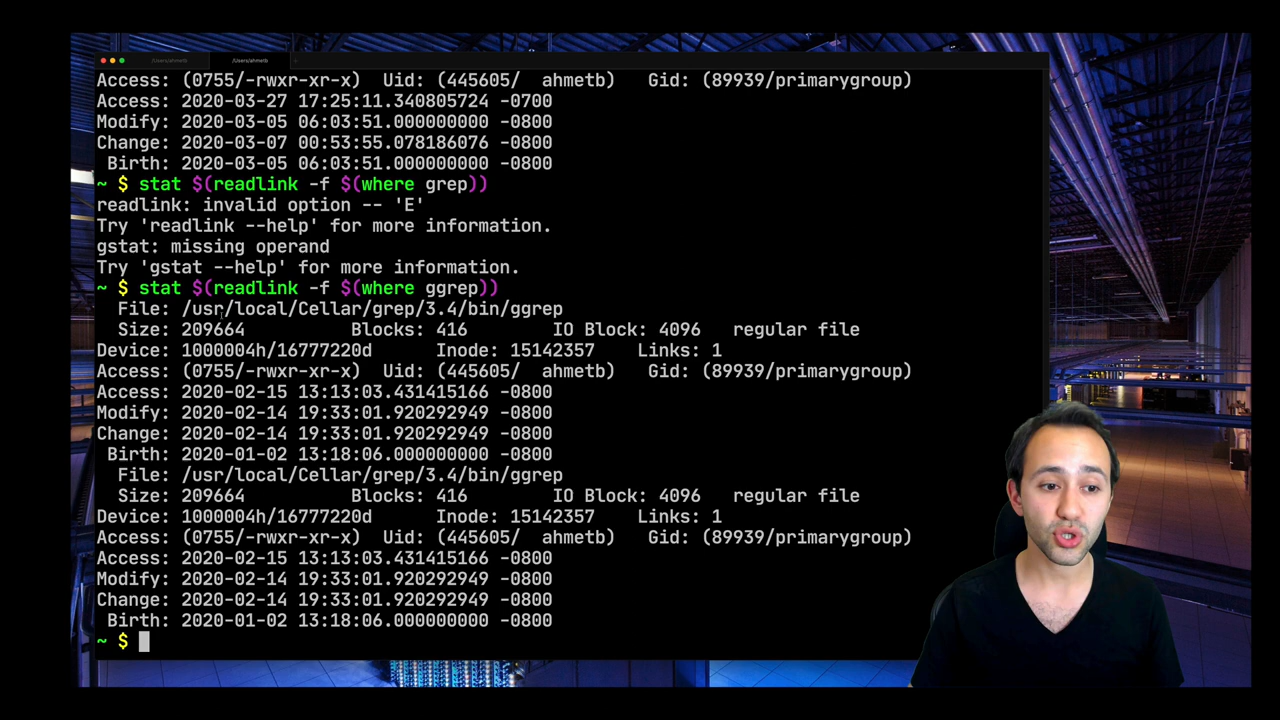 /Users/ahmetb /Users/ahmetb
Access: (0755/-rwxr-xr-x) Uid: (445605/ ahmetb) Gid: (89939/primarygroup)
Access: 2020-03-27 17:25:11.340805724 -0700
Modify: 2020-03-05 06:03:51.000000000 -0800
Change: 2020-03-07 00:53:55.078186076 -0800
Birth: 2020-03-05 06:03:51.000000000 -0800
~ $ stat $(readlink -f $(where grep))
readlink: invalid option -- 'E'
Try 'readlink --help' for more information.
gstat: missing operand
Try 'gstat --help' for more information.
~ $ stat $(readlink -f $(where ggrep))
File: /usr/local/Cellar/grep/3.4/bin/ggrep
Size: 209664 Blocks: 416 IO Block: 4096 regular file
Device: 1000004h/16777220d Inode: 15142357 Links: 1
Access: (0755/-rwxr-xr-x) Uid: (445605/ ahmetb) Gid: (89939/primarygroup)
Access: 2020-02-15 13:13:03.431415166 -0800
Modify: 2020-02-14 19:33:01.920292949 -0800
Change: 2020-02-14 19:33:01.920292949 -0800
Birth: 2020-01-02 13:18:06.000000000 -0800
File: /usr/local/Cellar/grep/3.4/bin/ggrep
Size: 209664 Blocks: 416 IO Block: 4096 regular file
Device: 1000004h/16777220d Inode: 15142357 Links: 1
Access: (0755/-rwxr-xr-x) Uid: (445605/ ahmetb) Gid: (89939/primarygroup)
Access: 2020-02-15 13:13:03.431415166 -0800
Modify: 2020-02-14 19:33:01.920292949 -0800
Change: 2020-02-14 19:33:01.920292949 -0800
Birth: 2020-01-02 13:18:06.000000000 -0800
~ $